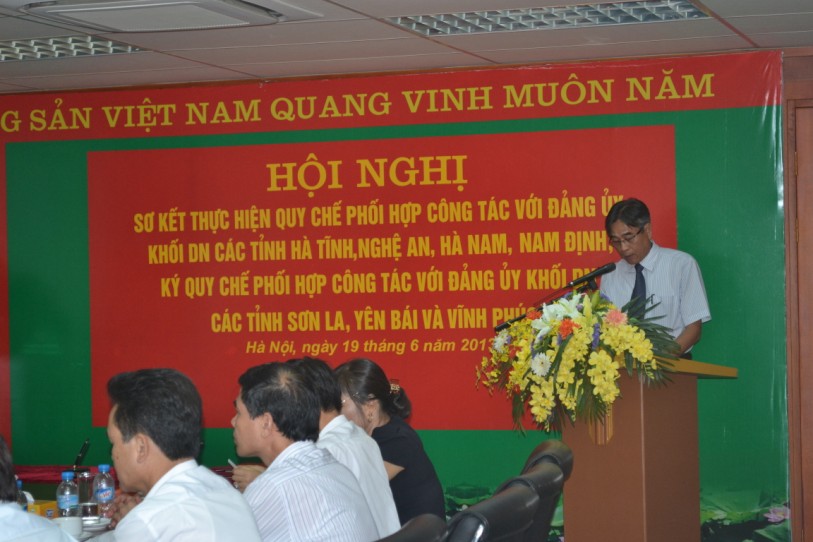 SẢN VIỆT NAM QUANG VINH MUÔN NĂM
HỘI NGHỊ
SƠ KẾT THỰC HIỆN QUY CHẾ PHỐI HỢP CÔNG TÁC VỚI ĐẢNG ỦY
KHỐI DN CÁC TỈNH HÀ TĨNH,NGHỆ AN, HÀ NAM, NAM ĐỊNH
KÝ QUY CHẾ PHỐI HỢP CÔNG TÁC VỚI ĐẢNG ỦY KHỐI
CÁC TỈNH SƠN LA, YÊN BÁI VÀ VĨNH
Hà Nội, ngày 19 tháng 6 năm